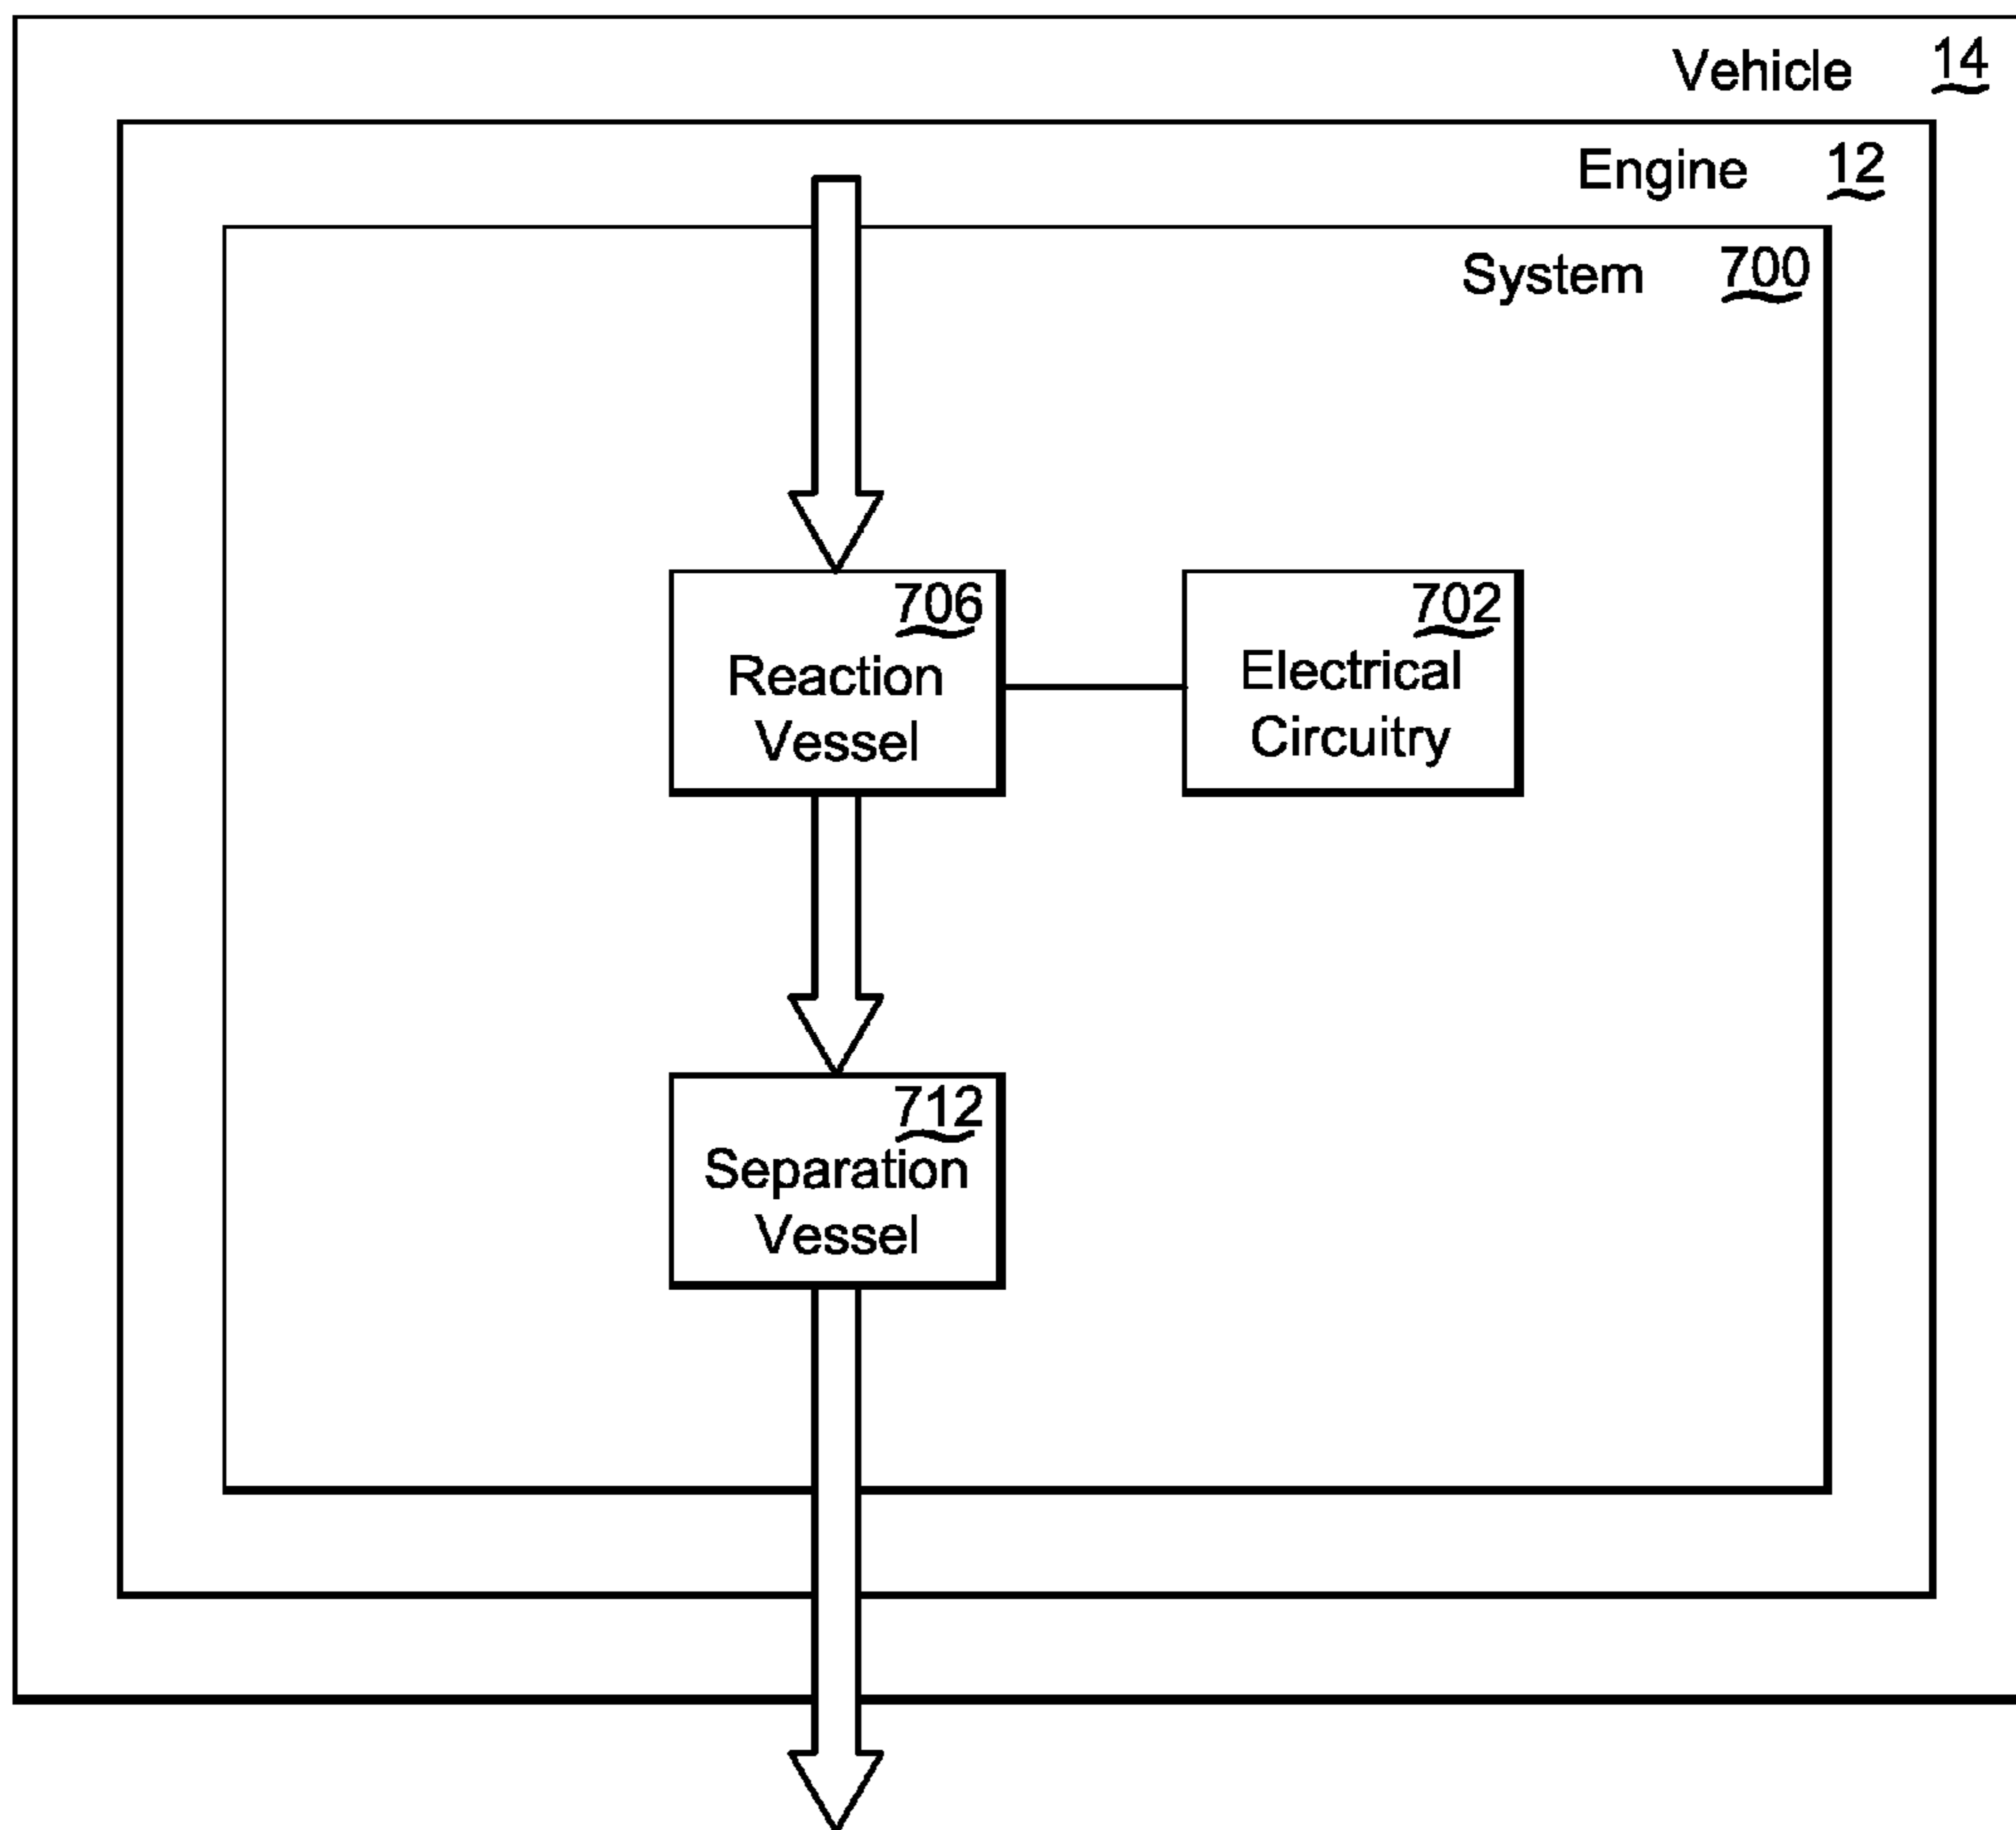 Vehicle 14
Engine 12
System 700
706
Reaction
Vessel
702
Electrical
Circuitry
712
Separation
Vessel